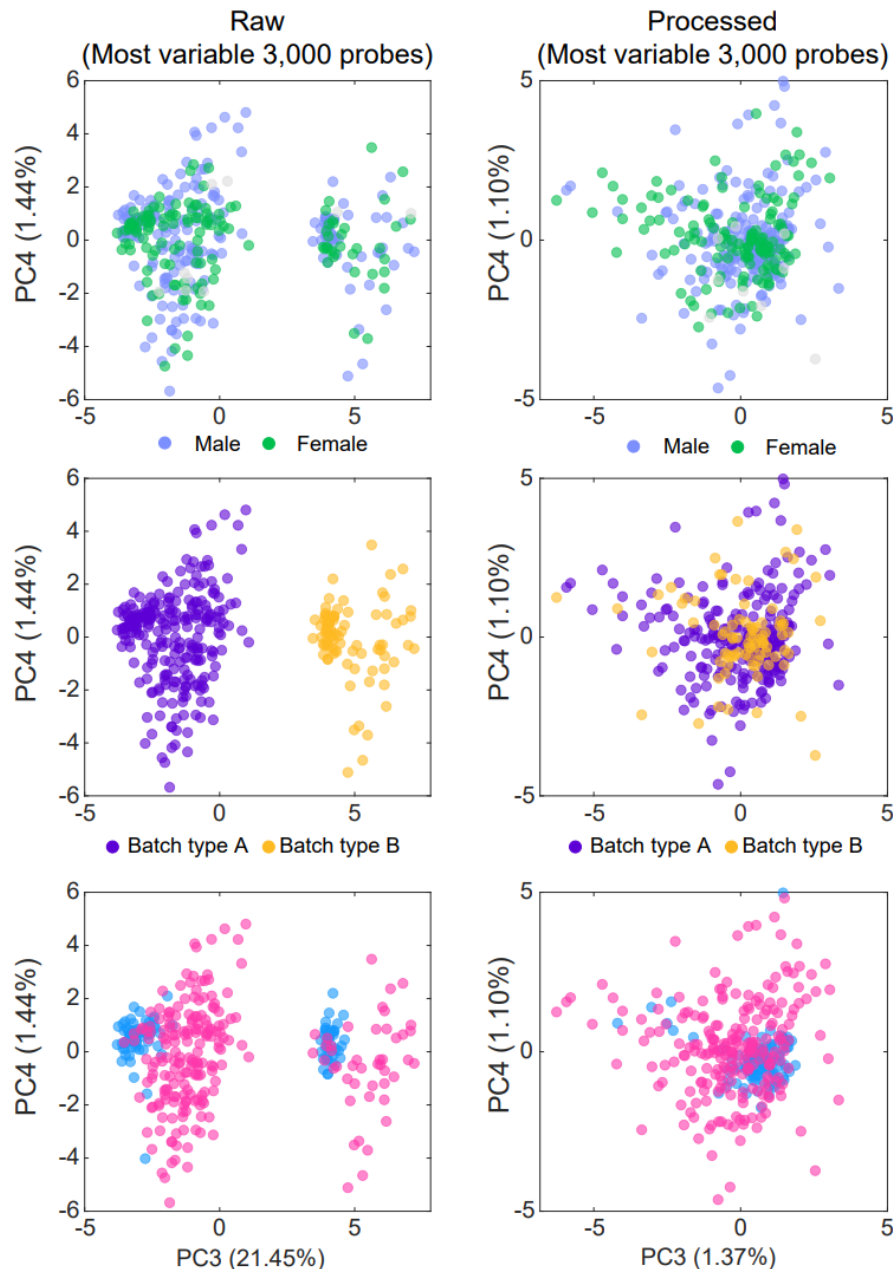 Raw
(Most variable 3,000 probes)
Processed
(Most variable 3,000 probes)
6
4
2
0
-2
-4
-6
PC4 (1.44%)
-5
0
5
Male
Female
5
0
-5
PC4 (1.10%)
-5
0
5
Male
Female
6
4
2
0
-2
-4
-6
PC4 (1.44%)
-5
0
5
Batch type A
Batch type B
5
0
-5
PC4 (1.10%)
-5
0
5
Batch type A
Batch type B
6
4
2
0
-2
-4
-6
PC4 (1.44%)
-5
0
5
PC3 (21.45%)
5
0
-5
PC4 (1.10%)
-5
0
5
PC3 (1.37%)